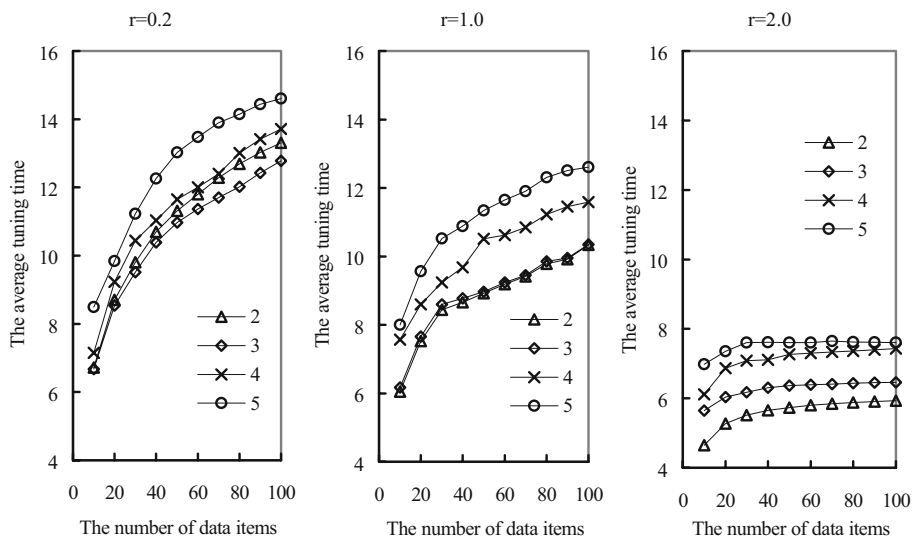 r=0.2
The average tuning time
16
14
12
10
8
6
4
2
3
4
5
0 20 40 60 80 100
The number of data items
r=1.0
The average tuning time
16
14
12
10
8
6
4
2
3
4
5
0 20 40 60 80 100
The number of data items
r=2.0
The average tuning time
16
14
12
10
8
6
4
2
3
4
5
0 20 40 60 80 100
The number of data items